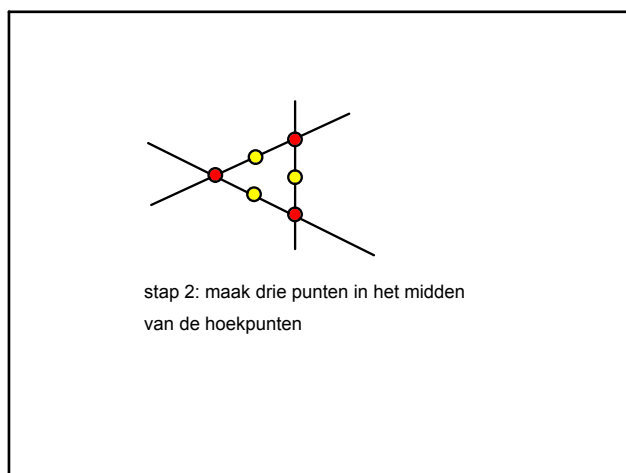 stap 2: maak drie punten in het midden
van de hoekpunten